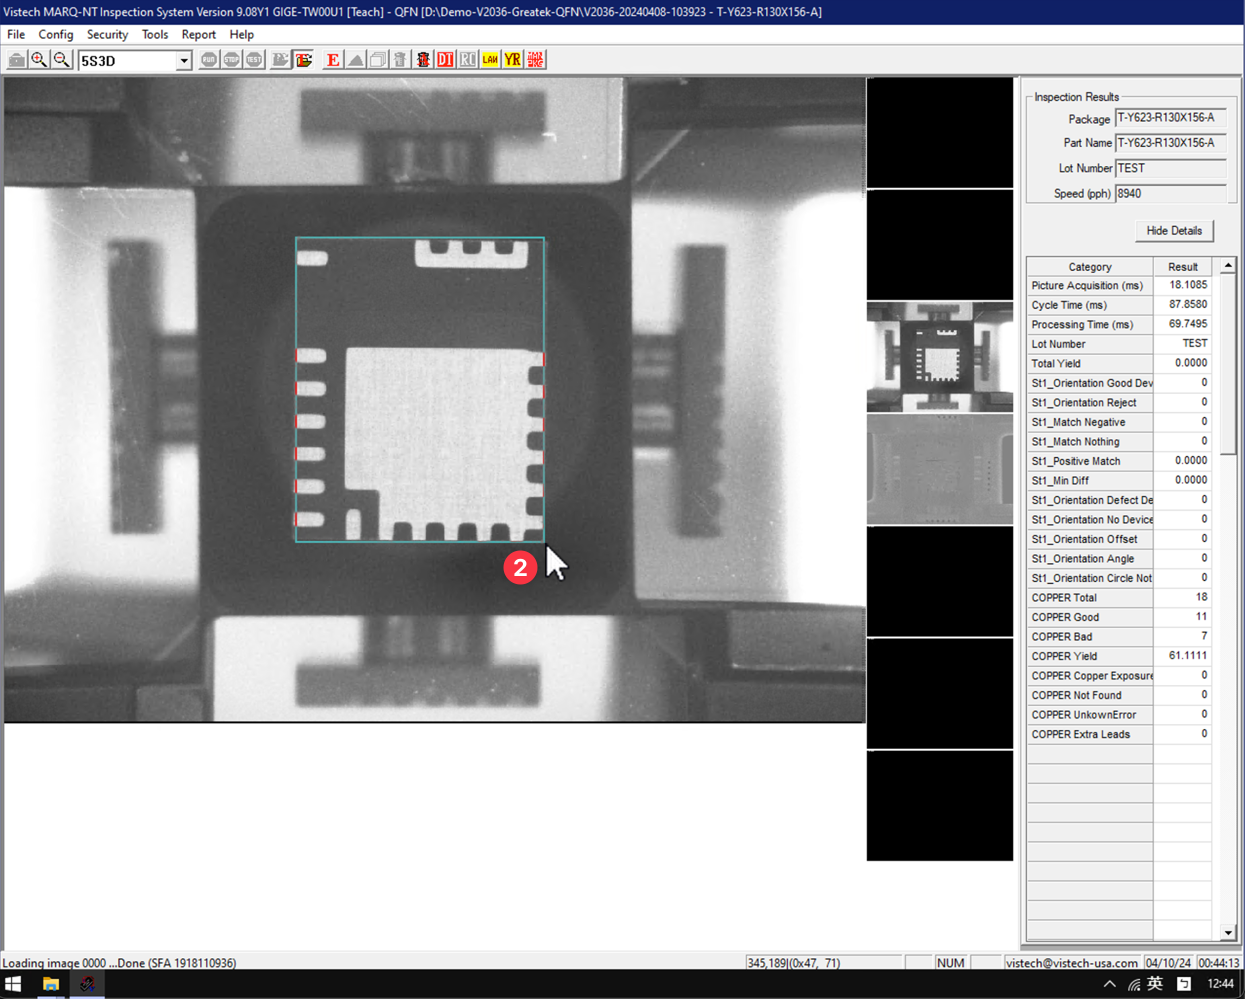 Vistech MARQ-NT Inspection System Version 9.08Y1 GIGE-TW00U1 [Teach] - QFN [D:\Demo-V2036-Greatek-QFN\V2036-20240408-103923 - T-Y623-R130X156-A]
File Config Security Tools Report Help
5S3D
RUN STOP TEST E DI RC LAN YR
Inspection Results
Package T-Y623-R130X156-A
Part Name T-Y623-R130X156-A
Lot Number TEST
Speed (pph) 8940
Hide Details
Category Result
Picture Acquisition (ms) 18.1085
Cycle Time (ms) 87.8580
Processing Time (ms) 69.7495
Lot Number TEST
Total Yield 0.0000
St1_Orientation Good Dev 0
St1_Orientation Reject 0
St1_Match Negative 0
St1_Match Nothing 0
St1_Positive Match 0.0000
St1_Min Diff 0.0000
St1_Orientation Defect De 0
St1_Orientation No Device 0
St1_Orientation Offset 0
St1_Orientation Angle 0
St1_Orientation Circle Not 0
COPPER Total 18
COPPER Good 11
COPPER Bad 7
COPPER Yield 61.1111
COPPER Copper Exposure 0
COPPER Not Found 0
COPPER UnkownError 0
COPPER Extra Leads 0
2
Loading image 0000 ...Done (SFA 1918110936) 345,189|(0x47, 71) NUM vistech@vistech-usa.com 04/10/24 00:44:13
英 12:44